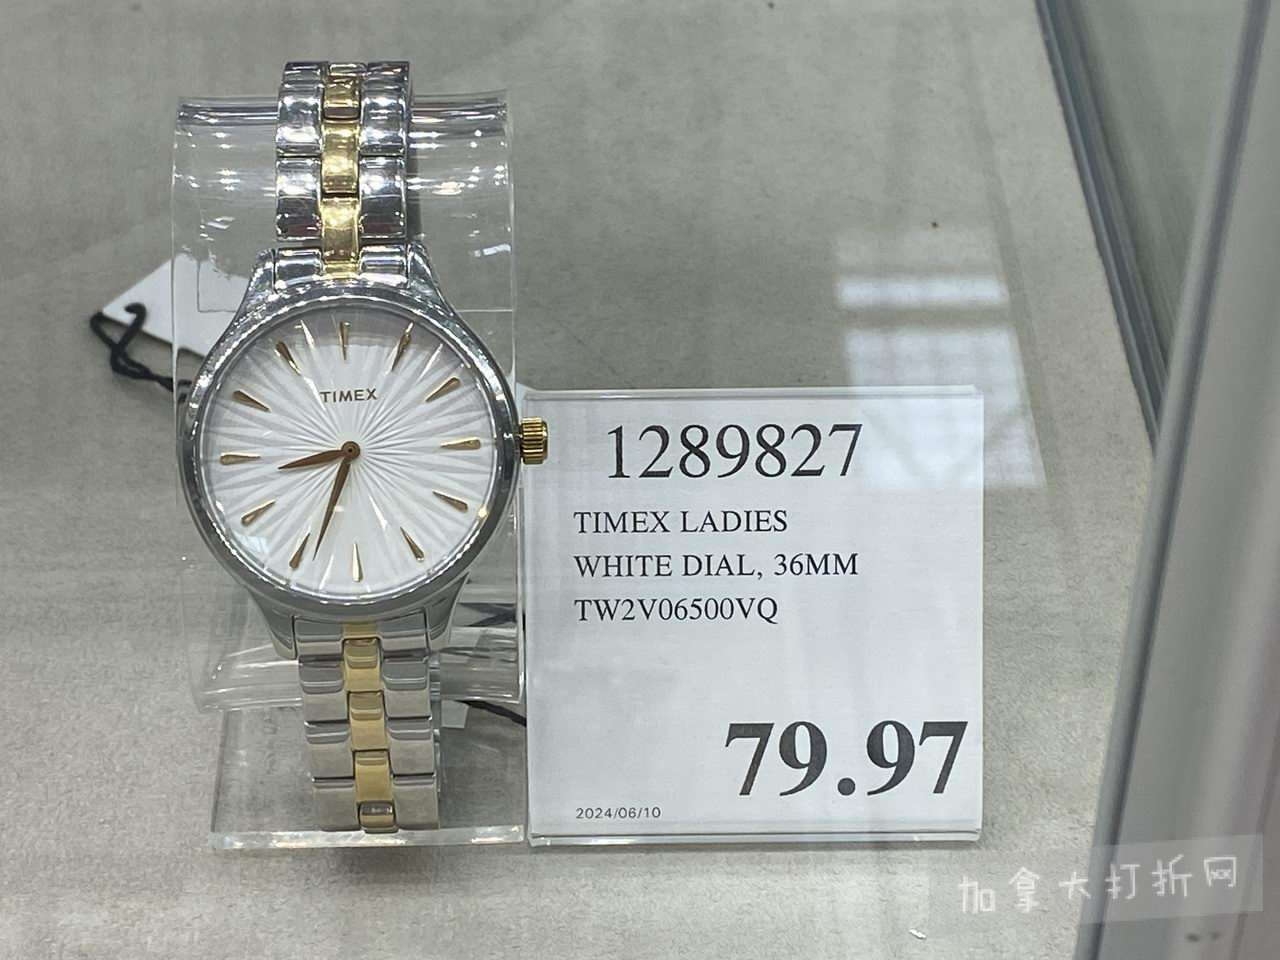 TIMEX
1289827
TIMEX LADIES
WHITE DIAL, 36MM
TW2V06500VQ
79.97
2024/06/10
加拿大打折网